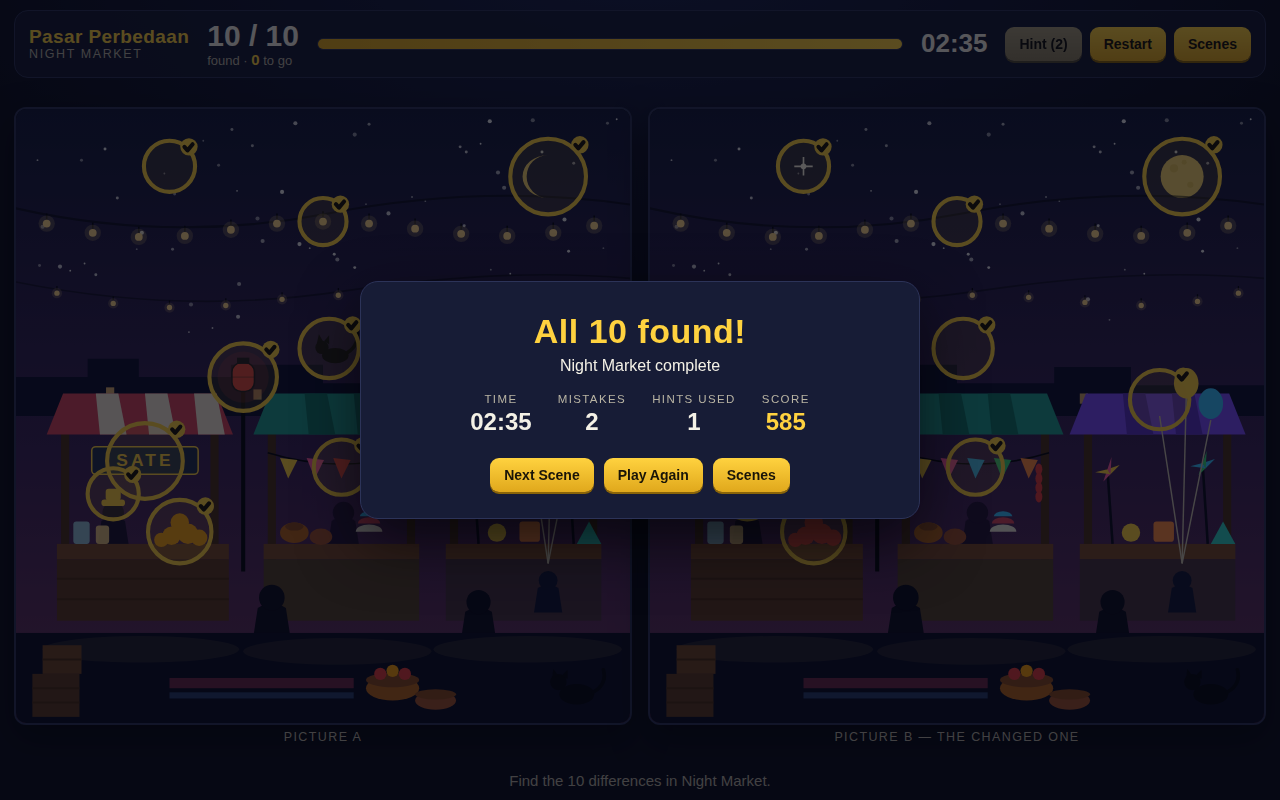 Pasar Perbedaan
NIGHT MARKET
10 / 10
found · 0 to go
02:35
Hint (2)
Restart
Scenes
SATE
All 10 found!
Night Market complete
TIME
MISTAKES
HINTS USED
SCORE
02:35
2
1
585
Next Scene
Play Again
Scenes
PICTURE A
PICTURE B — THE CHANGED ONE
Find the 10 differences in Night Market.